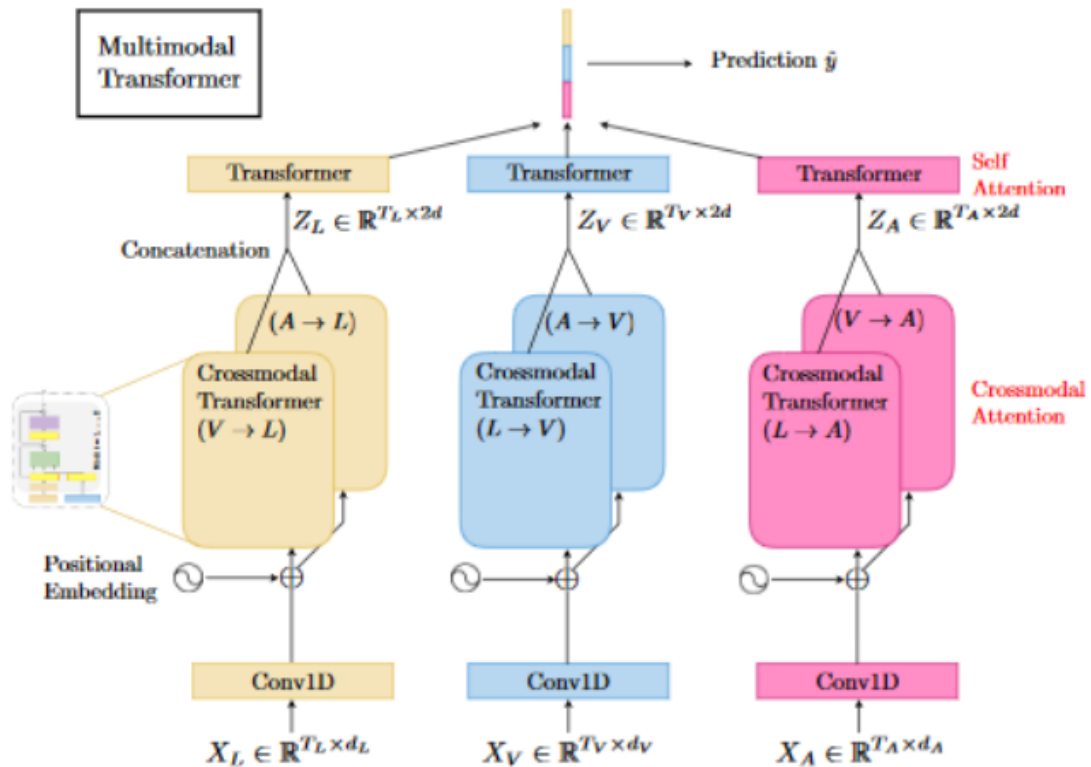 Multimodal
Transformer
Prediction ŷ
Transformer
Transformer
Transformer
Self
Attention
Z_L ∈ ℝ^{T_L×2d}
Z_V ∈ ℝ^{T_V×2d}
Z_A ∈ ℝ^{T_A×2d}
Concatenation
(A → L)
(A → V)
(V → A)
Crossmodal
Transformer
(V → L)
Crossmodal
Transformer
(L → V)
Crossmodal
Transformer
(L → A)
Crossmodal
Attention
Positional
Embedding
Conv1D
Conv1D
Conv1D
X_L ∈ ℝ^{T_L×d_L}
X_V ∈ ℝ^{T_V×d_V}
X_A ∈ ℝ^{T_A×d_A}